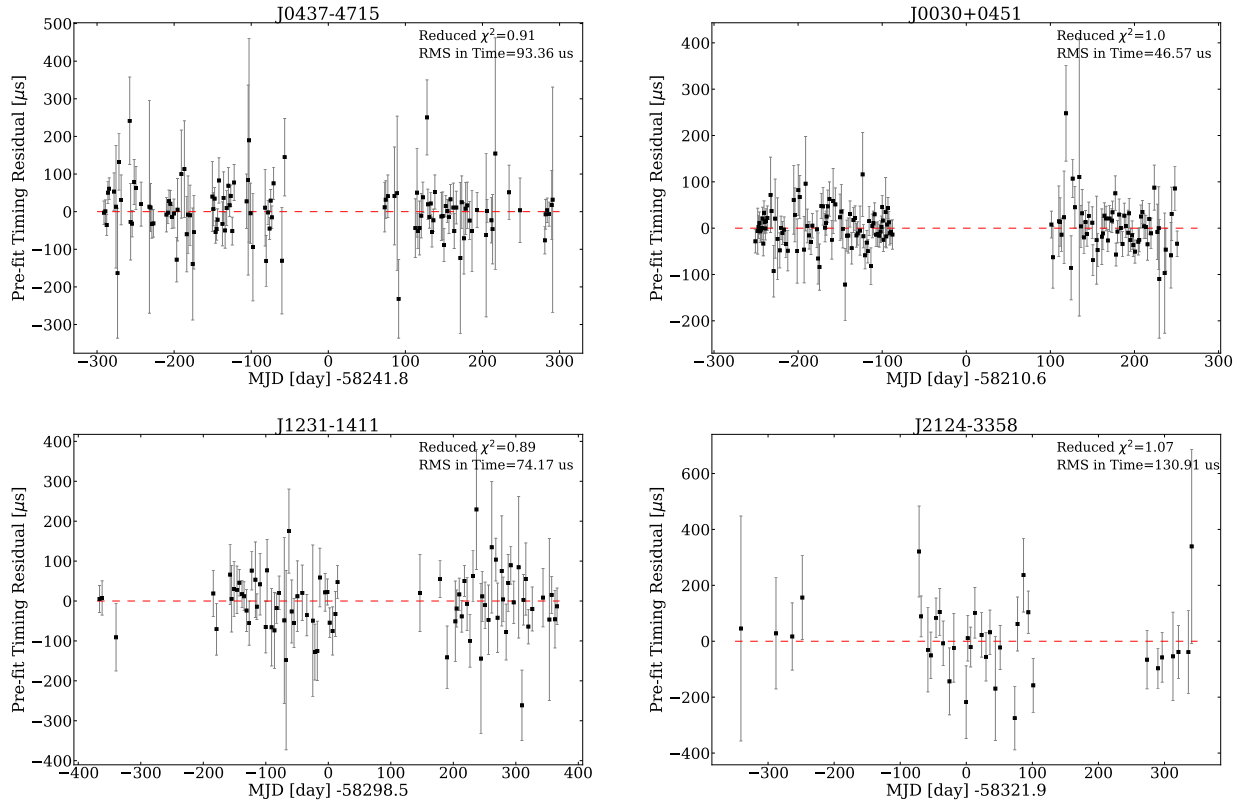 J0437-4715
Reduced χ²=0.91
RMS in Time=93.36 us
Pre-fit Timing Residual [μs]
500
400
300
200
100
0
−100
−200
−300
−300 −200 −100 0 100 200 300
MJD [day] -58241.8
J0030+0451
Reduced χ²=1.0
RMS in Time=46.57 us
Pre-fit Timing Residual [μs]
400
300
200
100
0
−100
−200
−300 −200 −100 0 100 200 300
MJD [day] -58210.6
J1231-1411
Reduced χ²=0.89
RMS in Time=74.17 us
Pre-fit Timing Residual [μs]
400
300
200
100
0
−100
−200
−300
−400
−400 −300 −200 −100 0 100 200 300 400
MJD [day] -58298.5
J2124-3358
Reduced χ²=1.07
RMS in Time=130.91 us
Pre-fit Timing Residual [μs]
600
400
200
0
−200
−400
−300 −200 −100 0 100 200 300
MJD [day] -58321.9